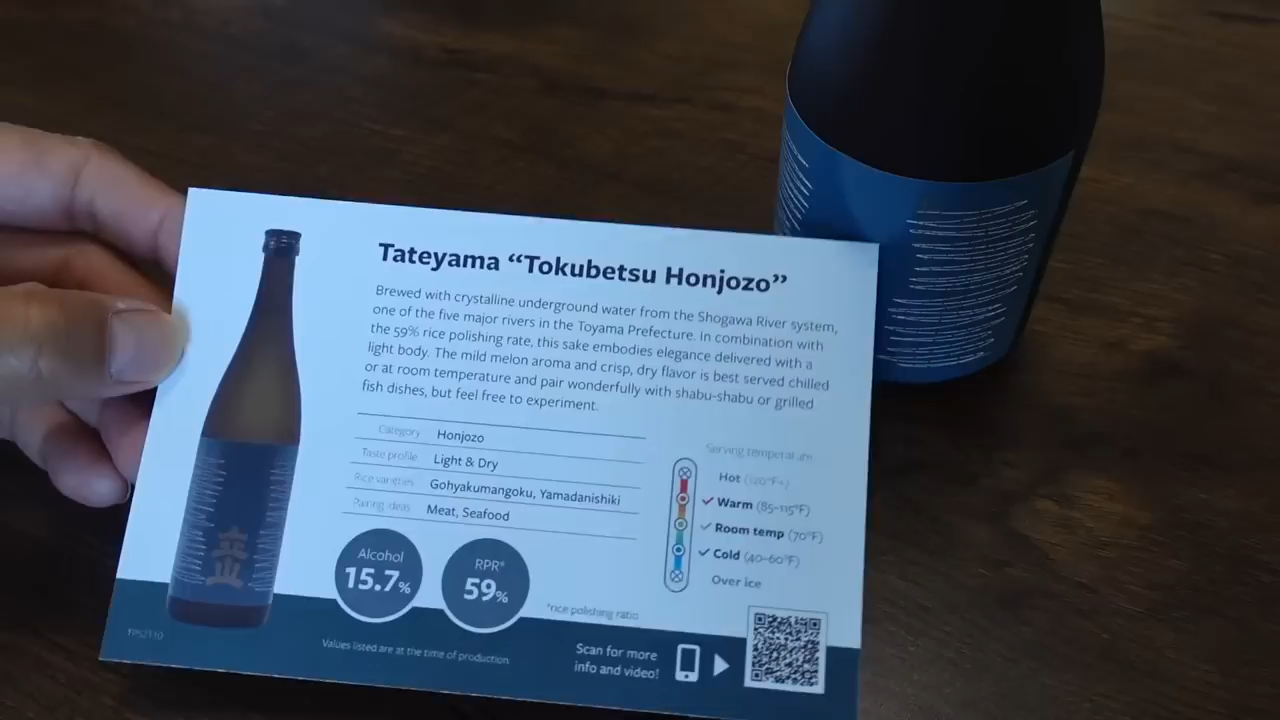 Tateyama “Tokubetsu Honjozo”
Brewed with crystalline underground water from the Shogawa River system,
one of the five major rivers in the Toyama Prefecture. In combination with
the 59% rice polishing rate, this sake embodies elegance delivered with a
light body. The mild melon aroma and crisp, dry flavor is best served chilled
or at room temperature and pair wonderfully with shabu-shabu or grilled
fish dishes, but feel free to experiment.
Category Honjozo
Taste profile Light & Dry
Rice varieties Gohyakumangoku, Yamadanishiki
Pairing ideas Meat, Seafood
Serving temperature
Hot (120°F+)
Warm (85–115°F)
Room temp (70°F)
Cold (40–60°F)
Over ice
立山
Alcohol
15.7%
RPR*
59%
*rice polishing ratio
TPS2110
Values listed are at the time of production.
Scan for more
info and video!